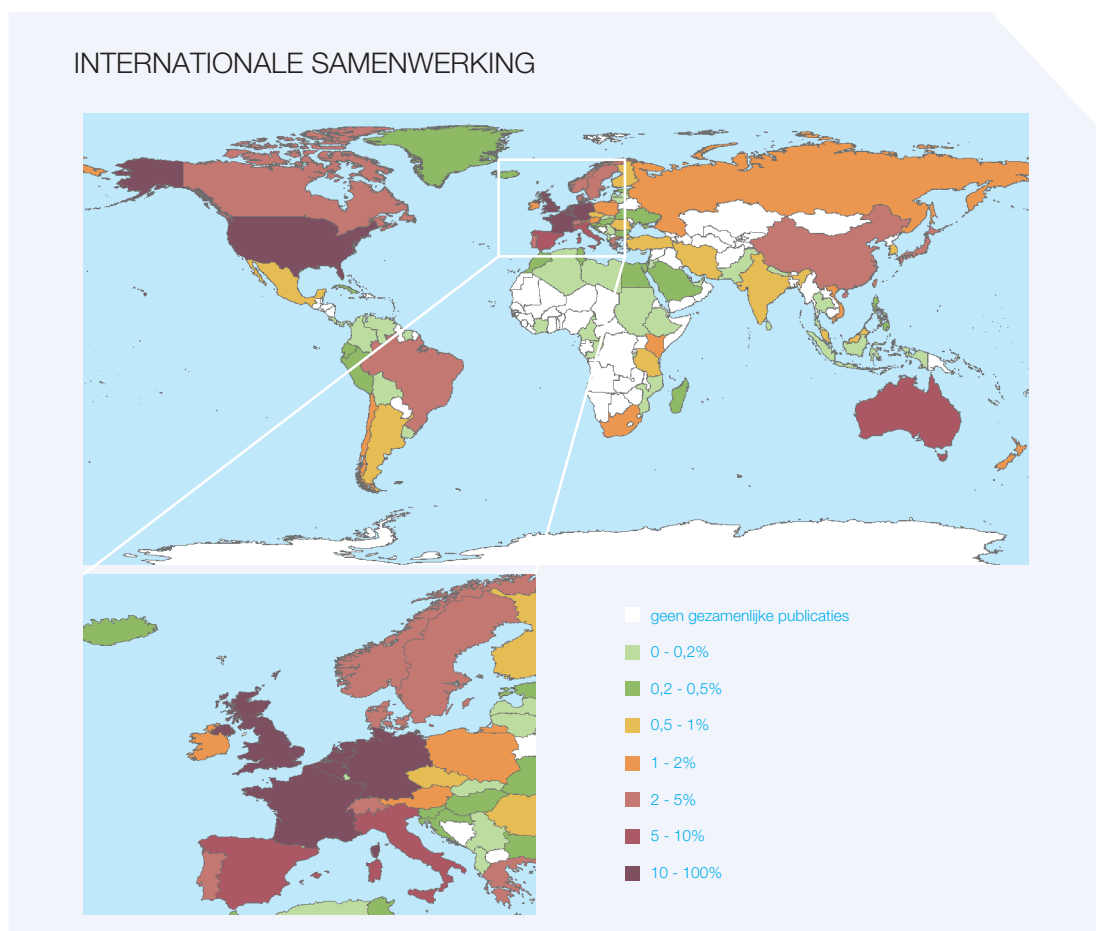 INTERNATIONALE SAMENWERKING
geen gezamenlijke publicaties
0 - 0,2%
0,2 - 0,5%
0,5 - 1%
1 - 2%
2 - 5%
5 - 10%
10 - 100%